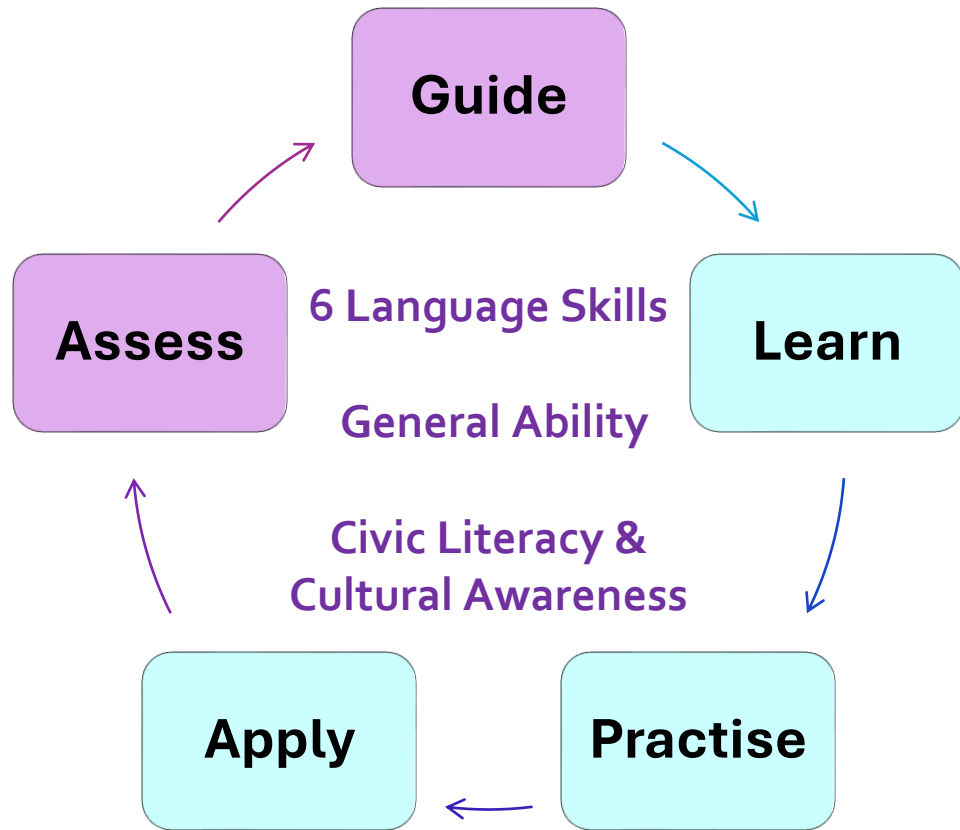 Guide
Assess
6 Language Skills
Learn
General Ability
Civic Literacy &
Cultural Awareness
Apply
Practise